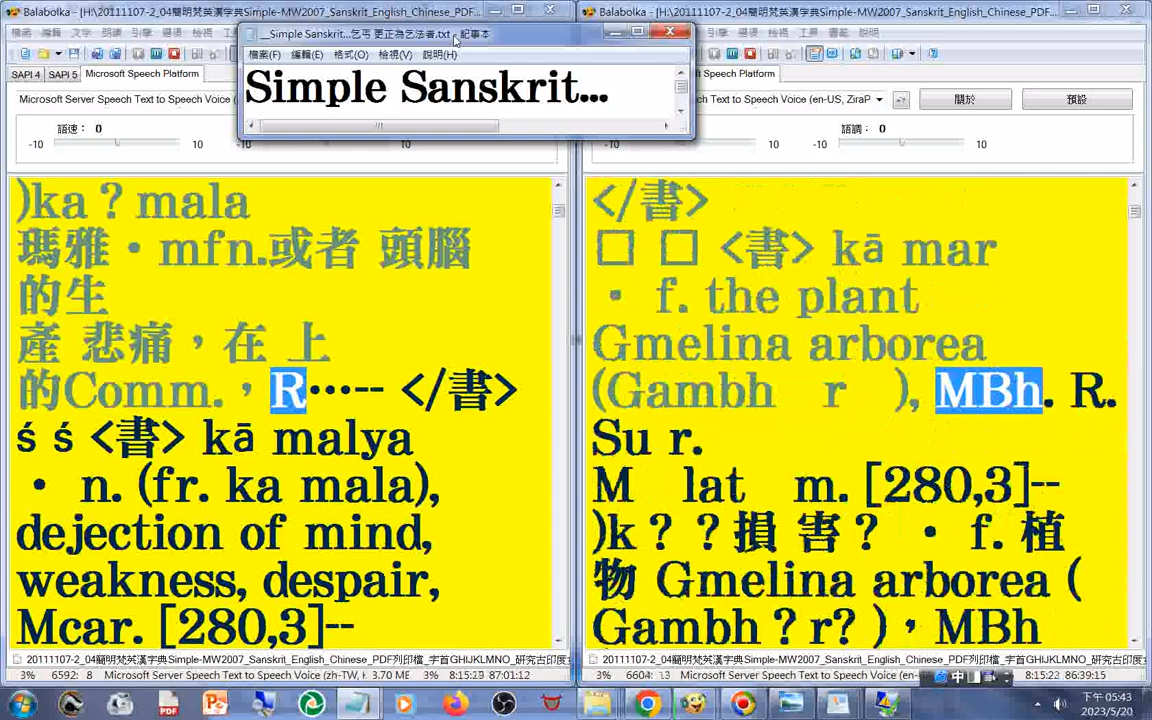 Balabolka - [H:\20111107-2_04簡明梵英漢字典Simple-MW2007_Sanskrit_English_Chinese_PDF...
Balabolka - [H:\20111107-2_04簡明梵英漢字典Simple-MW2007_Sanskrit_English_Chinese_PDF...
__Simple Sanskrit...乞丐 更正為乞法者.txt - 記事本
檔案(F) 編輯(E) 格式(O) 檢視(V) 說明(H)
Simple Sanskrit...
SAPI 4 SAPI 5 Microsoft Speech Platform
Speech Platform
Microsoft Server Speech Text to Speech Voice (
ech Text to Speech Voice (en-US, ZiraP
關於
預設
語速： 0
語調： 0
-10 10 -10 10
-10 10 -10 10
)ka？mala
瑪雅・mfn.或者 頭腦
的生
產 悲痛，在 上
的Comm.，R…-- </書>
ś ś <書> kā malya
・ n. (fr. ka mala),
dejection of mind,
weakness, despair,
Mcar. [280,3]--
</書>
□ □ <書> kā mar
・ f. the plant
Gmelina arborea
(Gambh r ), MBh. R.
Su r.
M lat m. [280,3]--
)k？？損 害？ ・ f. 植
物 Gmelina arborea (
Gambh？r? )，MBh
20111107-2_04簡明梵英漢字典Simple-MW2007_Sanskrit_English_Chinese_PDF列印檔_字首GHIJKLMNO_研究古印度
20111107-2_04簡明梵英漢字典Simple-MW2007_Sanskrit_English_Chinese_PDF列印檔_字首GHIJKLMNO_研究古印度
3% 6592: 8 Microsoft Server Speech Text to Speech Voice (zh-TW, 3.70 ME 3% 8:15:29 87:01:12
3% 6604: 13 Microsoft Server Speech Text to Speech Voice 3% 8:15:22 86:39:15
中
下午 05:43
2023/5/20